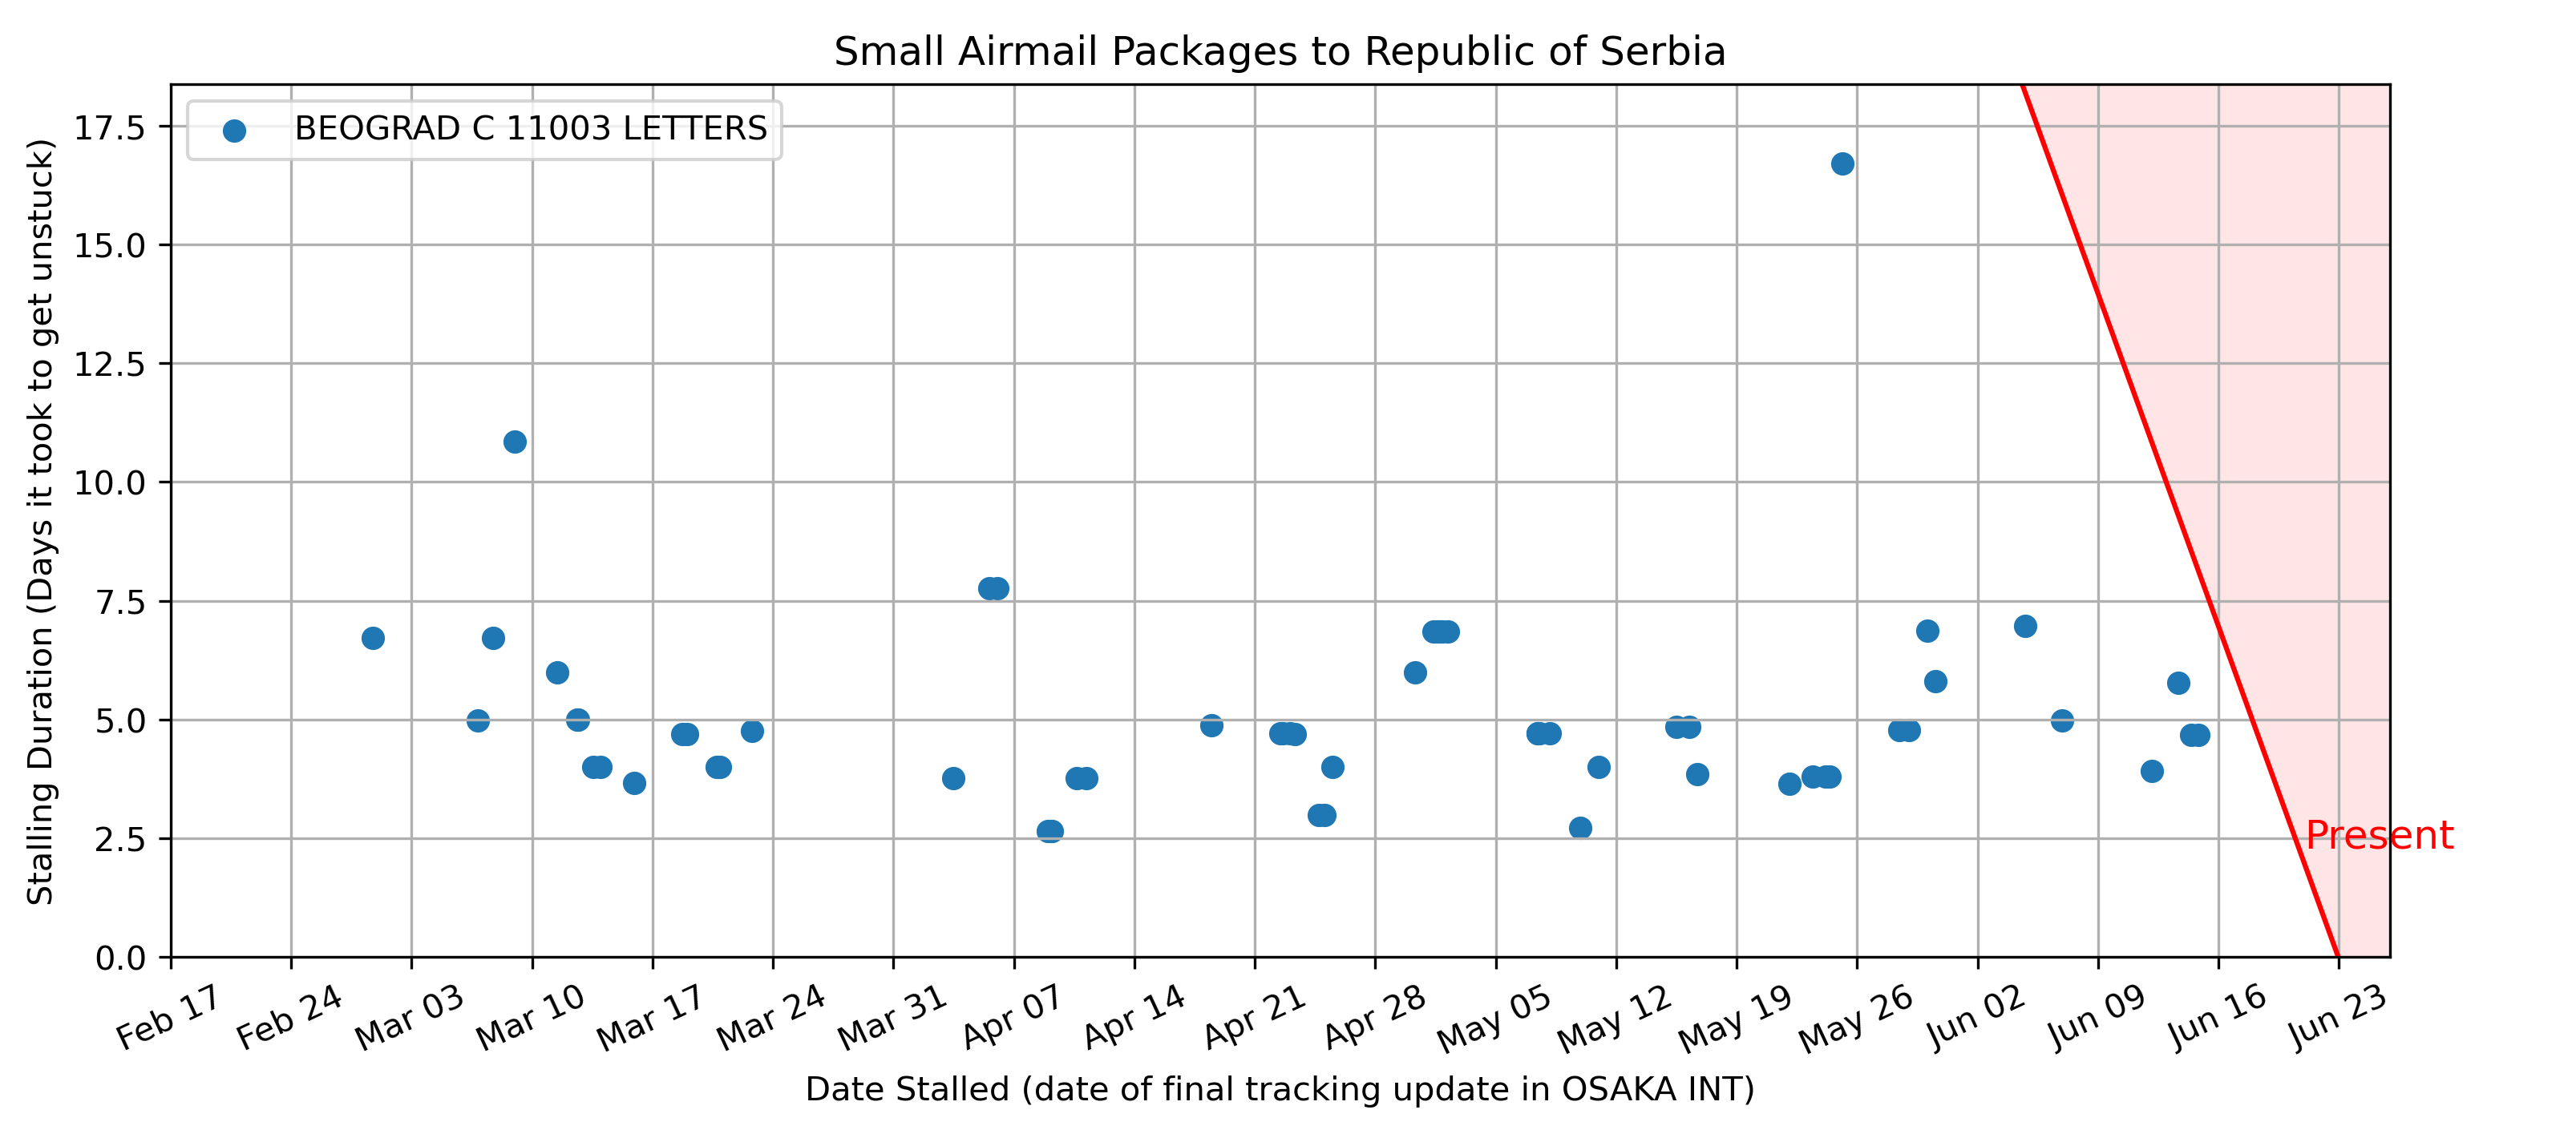 Small Airmail Packages to Republic of Serbia
BEOGRAD C 11003 LETTERS
Stalling Duration (Days it took to get unstuck)
17.5
15.0
12.5
10.0
7.5
5.0
2.5
0.0
Present
Feb 17
Feb 24
Mar 03
Mar 10
Mar 17
Mar 24
Mar 31
Apr 07
Apr 14
Apr 21
Apr 28
May 05
May 12
May 19
May 26
Jun 02
Jun 09
Jun 16
Jun 23
Date Stalled (date of final tracking update in OSAKA INT)